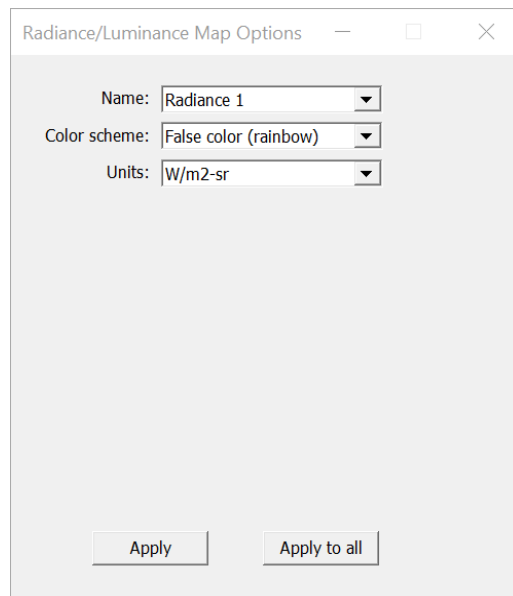 Radiance/Luminance Map Options
Name: Radiance 1
Color scheme: False color (rainbow)
Units: W/m2-sr
Apply Apply to all